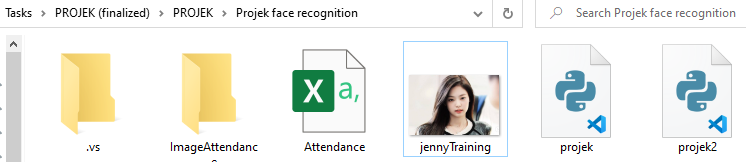 Tasks > PROJEK (finalized) > PROJEK > Projek face recognition
Search Projek face recognition
X a,
.vs
ImageAttendanc
Attendance
jennyTraining
projek
projek2